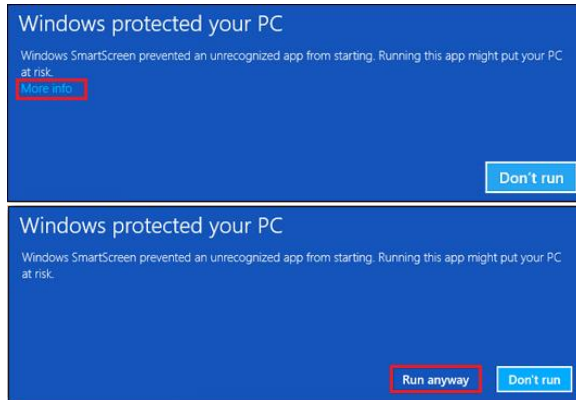 Windows protected your PC
Windows SmartScreen prevented an unrecognized app from starting. Running this app might put your PC
at risk.
More info
Don't run
Windows protected your PC
Windows SmartScreen prevented an unrecognized app from starting. Running this app might put your PC
at risk.
Run anyway Don't run